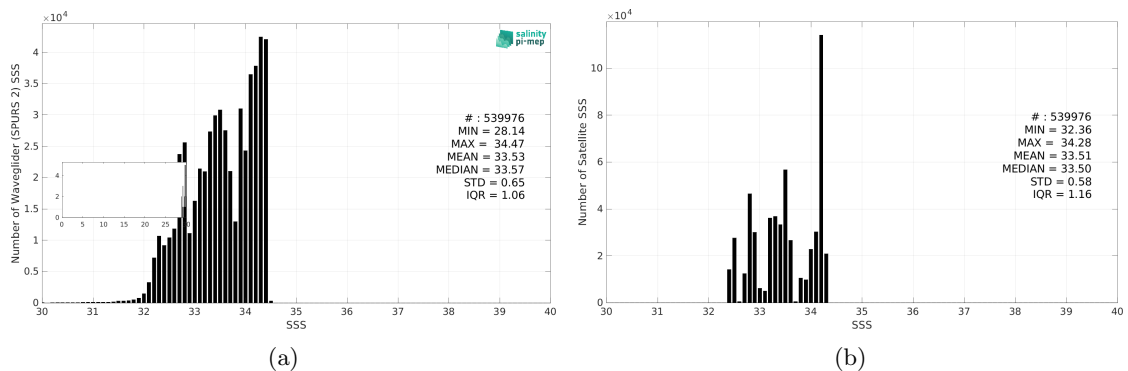 ×10⁴
4
3.5
3
2.5
2
1.5
1
0.5
0
Number of Waveglider (SPURS 2) SSS
salinity
pi-mep
# : 539976
MIN = 28.14
MAX = 34.47
MEAN = 33.53
MEDIAN = 33.57
STD = 0.65
IQR = 1.06
4
2
0
0 5 10 15 20 25 30
30 31 32 33 34 35 36 37 38 39 40
SSS
(a)
×10⁴
10
8
6
4
2
0
Number of Satellite SSS
# : 539976
MIN = 32.36
MAX = 34.28
MEAN = 33.51
MEDIAN = 33.50
STD = 0.58
IQR = 1.16
30 31 32 33 34 35 36 37 38 39 40
SSS
(b)